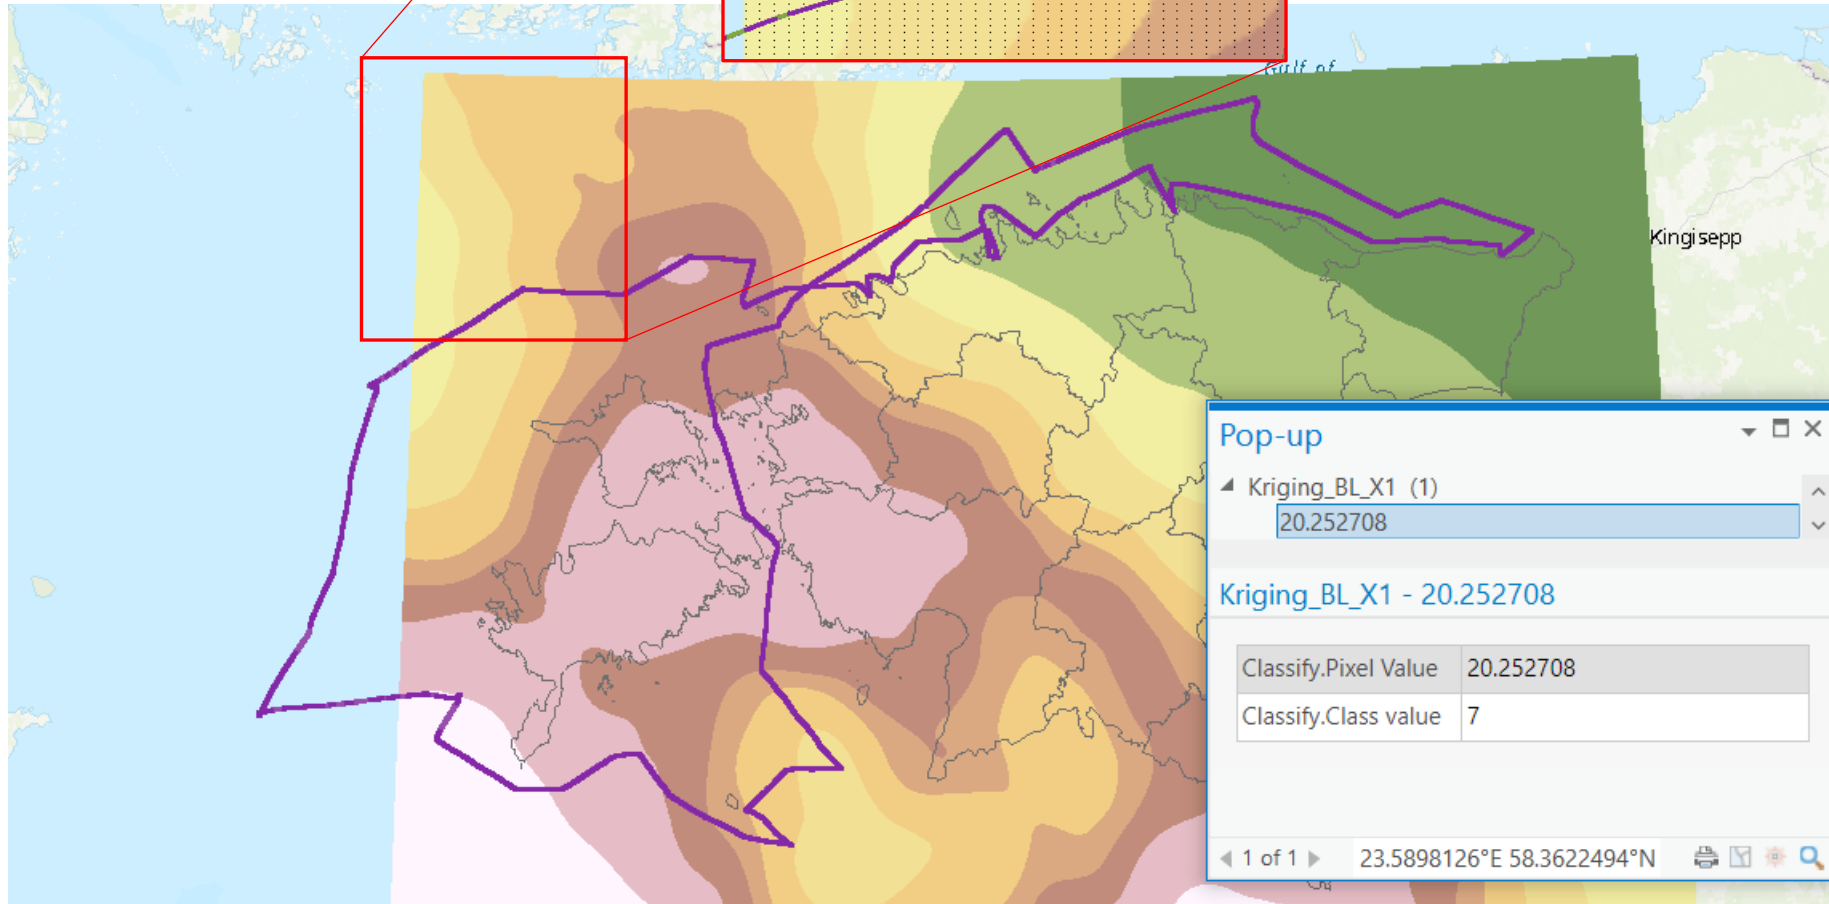 Gulf of
Kingisepp
Pop-up
Kriging_BL_X1 (1)
20.252708
Kriging_BL_X1 - 20.252708
Classify.Pixel Value 20.252708
Classify.Class value 7
1 of 1 23.5898126°E 58.3622494°N